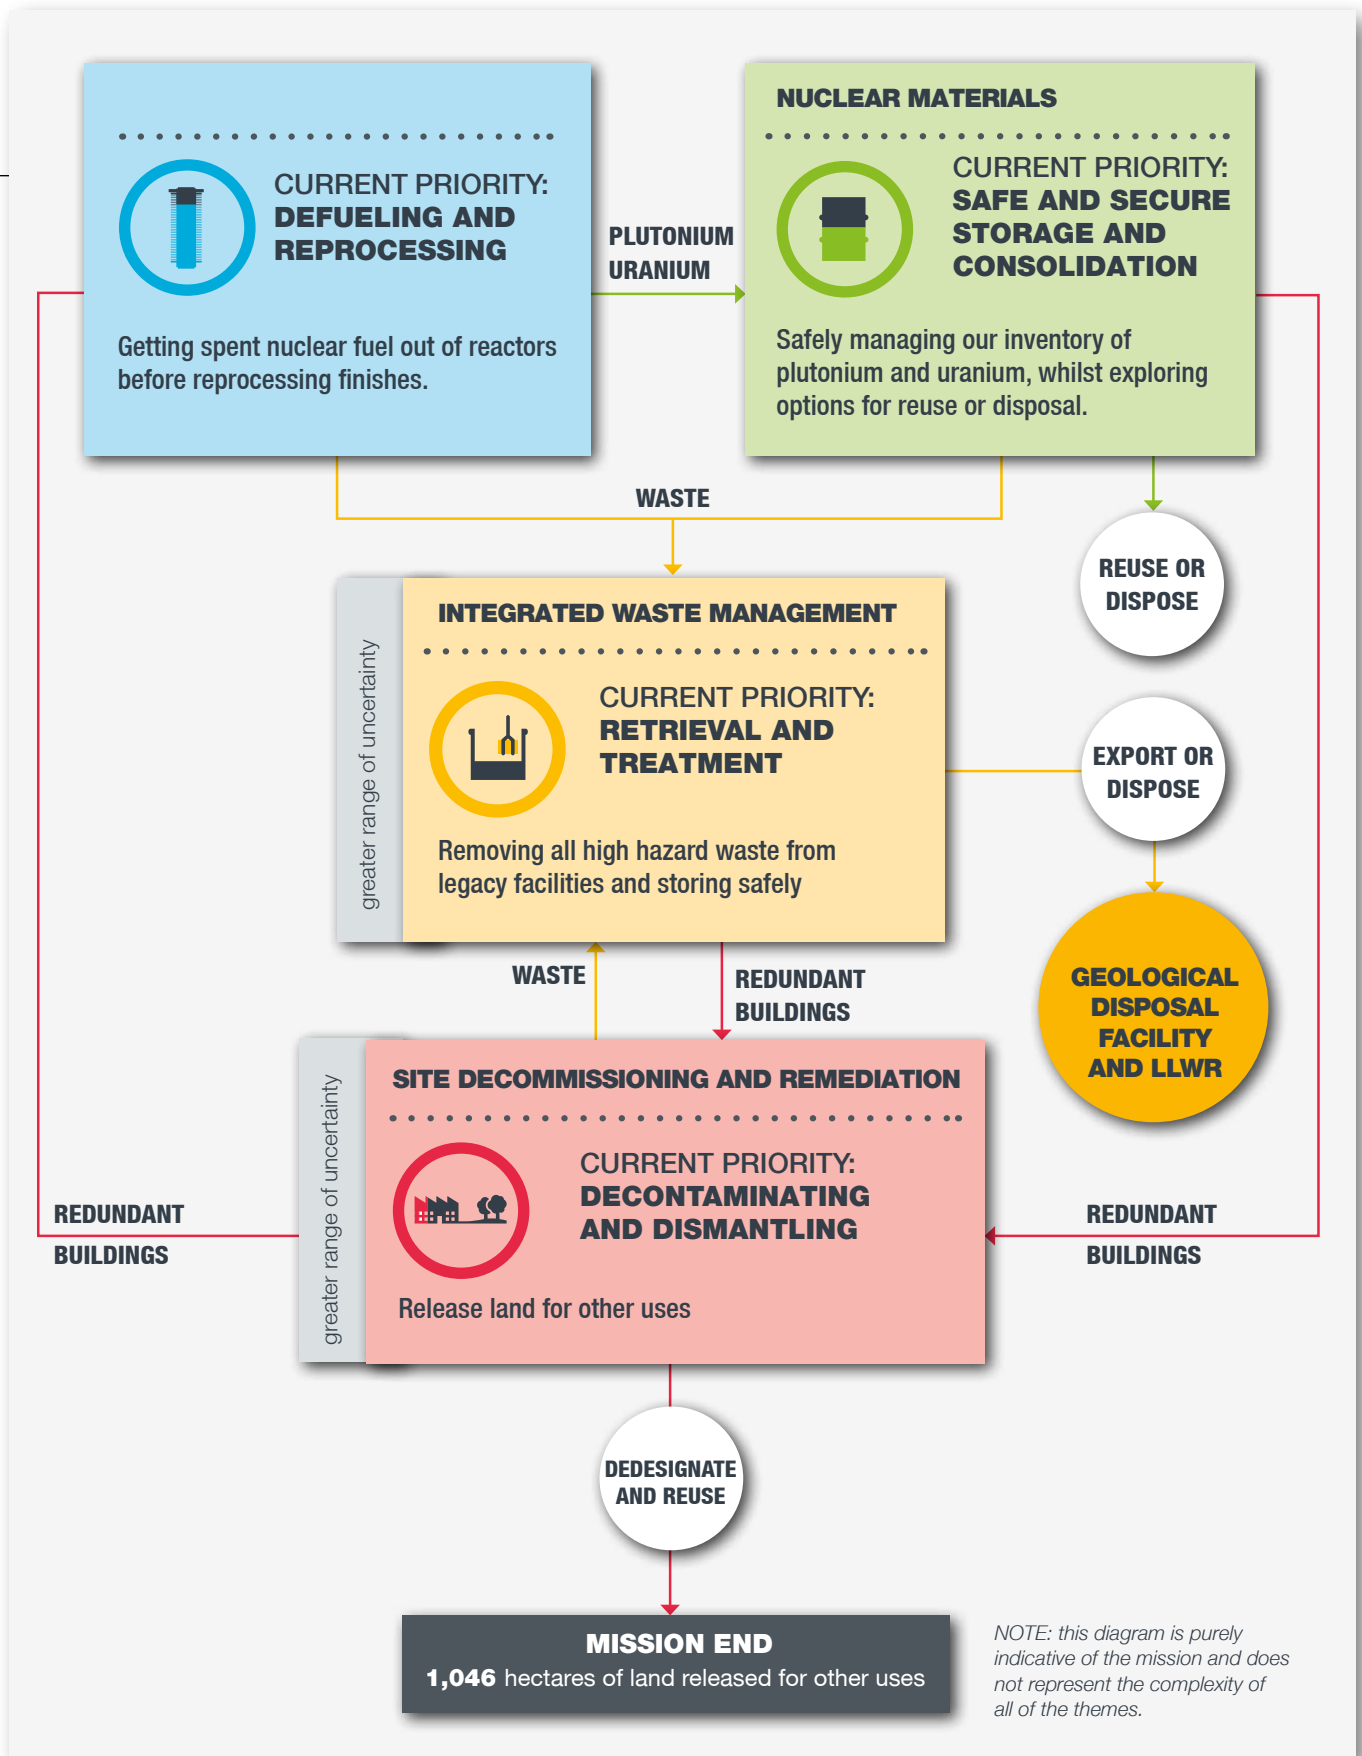 CURRENT PRIORITY:
DEFUELING AND
REPROCESSING
Getting spent nuclear fuel out of reactors
before reprocessing finishes.
PLUTONIUM
URANIUM
NUCLEAR MATERIALS
CURRENT PRIORITY:
SAFE AND SECURE
STORAGE AND
CONSOLIDATION
Safely managing our inventory of
plutonium and uranium, whilst exploring
options for reuse or disposal.
WASTE
REUSE OR
DISPOSE
greater range of uncertainty
INTEGRATED WASTE MANAGEMENT
CURRENT PRIORITY:
RETRIEVAL AND
TREATMENT
Removing all high hazard waste from
legacy facilities and storing safely
EXPORT OR
DISPOSE
GEOLOGICAL
DISPOSAL
FACILITY
AND LLWR
WASTE
REDUNDANT
BUILDINGS
greater range of uncertainty
SITE DECOMMISSIONING AND REMEDIATION
CURRENT PRIORITY:
DECONTAMINATING
AND DISMANTLING
Release land for other uses
REDUNDANT
BUILDINGS
REDUNDANT
BUILDINGS
DEDESIGNATE
AND REUSE
MISSION END
1,046 hectares of land released for other uses
NOTE: this diagram is purely
indicative of the mission and does
not represent the complexity of
all of the themes.